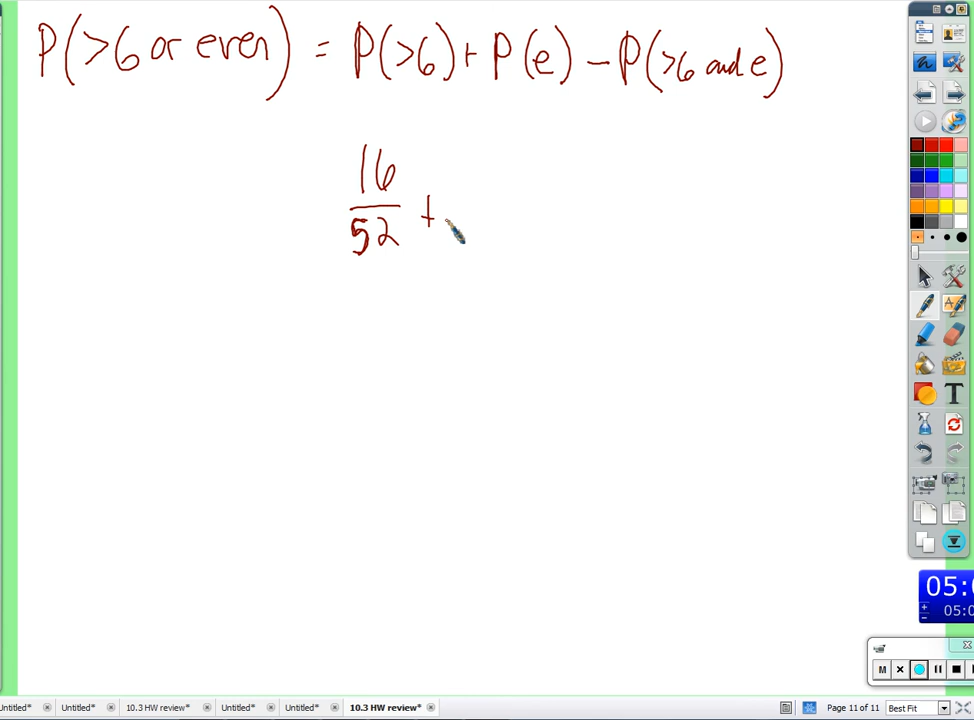 P(>6 or even) = P(>6) + P(e) - P(>6 and e)
16
52 +
A
T
05:
05:0
M
Untitled* Untitled* 10.3 HW review* Untitled* Untitled* 10.3 HW review* Page 11 of 11 Best Fit